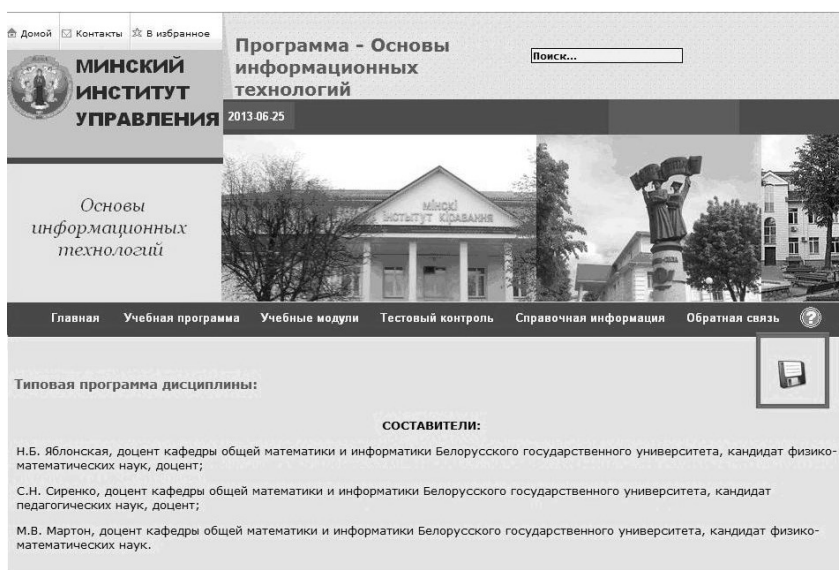 Домой Контакты В избранное
МИНСКИЙ
ИНСТИТУТ
УПРАВЛЕНИЯ
Программа - Основы
информационных
технологий
Поиск...
2013-06-25
Основы
информационных
технологий
МІНСКІ
ІНСТЫТУТ КІРАВАННЯ
Главная Учебная программа Учебные модули Тестовый контроль Справочная информация Обратная связь ?
Типовая программа дисциплины:
СОСТАВИТЕЛИ:
Н.Б. Яблонская, доцент кафедры общей математики и информатики Белорусского государственного университета, кандидат физико-
математических наук, доцент;
С.Н. Сиренко, доцент кафедры общей математики и информатики Белорусского государственного университета, кандидат
педагогических наук, доцент;
М.В. Мартон, доцент кафедры общей математики и информатики Белорусского государственного университета, кандидат физико-
математических наук.